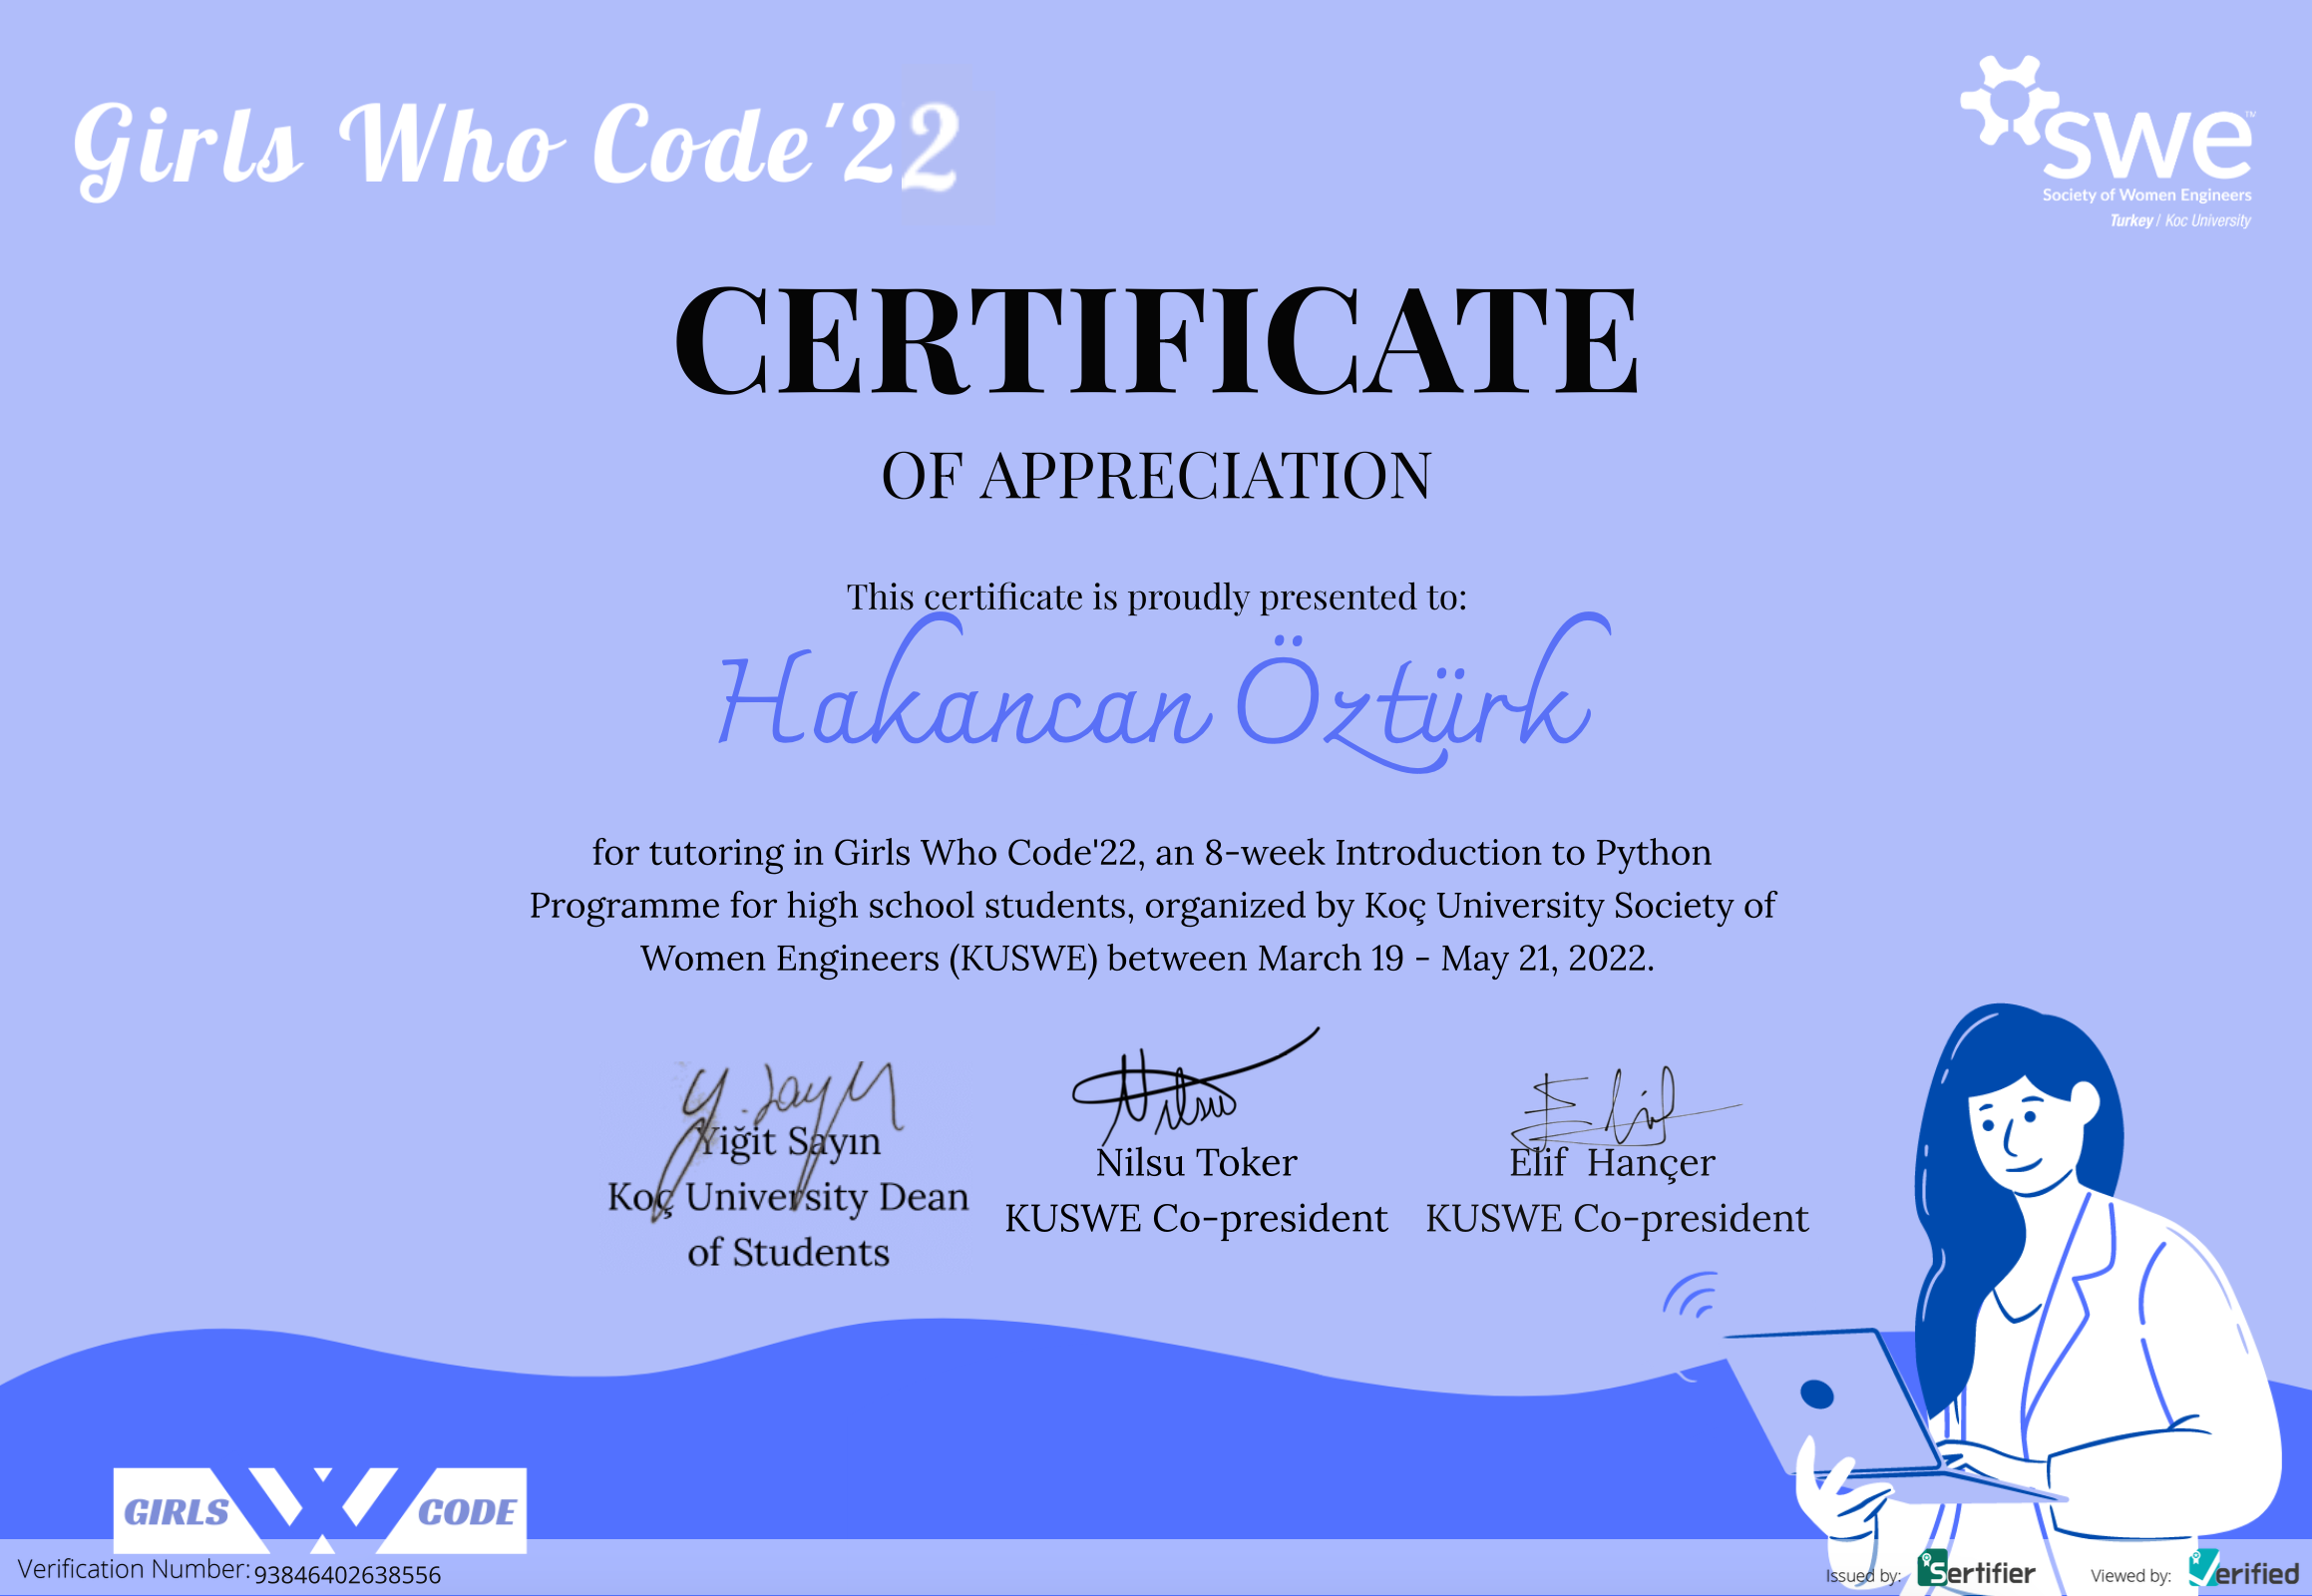 Girls Who Code'22
swe™
Society of Women Engineers
Turkey / Koc University
CERTIFICATE
OF APPRECIATION
This certificate is proudly presented to:
Hakancan Öztürk
for tutoring in Girls Who Code'22, an 8-week Introduction to Python
Programme for high school students, organized by Koç University Society of
Women Engineers (KUSWE) between March 19 - May 21, 2022.
Y. Sayın
Yiğit Sayın
Koç University Dean
of Students
Nilsu
Nilsu Toker
KUSWE Co-president
Elif
Elif Hançer
KUSWE Co-president
GIRLS W CODE
Verification Number: 93846402638556
Issued by: Sertifier
Viewed by: Verified